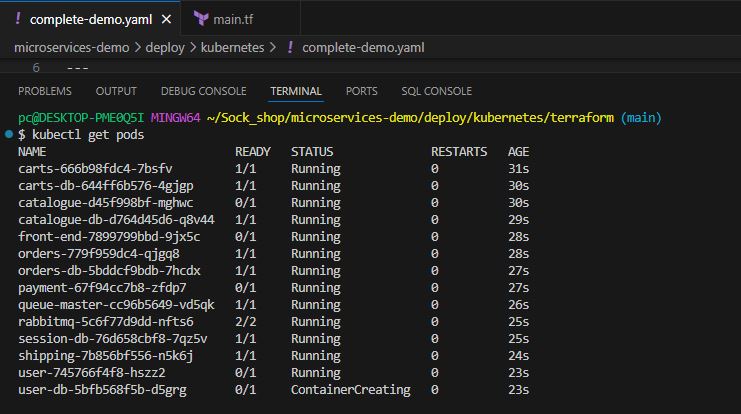 ! complete-demo.yaml × main.tf
microservices-demo > deploy > kubernetes > ! complete-demo.yaml
6 ---
PROBLEMS OUTPUT DEBUG CONSOLE TERMINAL PORTS SQL CONSOLE
pc@DESKTOP-PME0Q5I MINGW64 ~/Sock_shop/microservices-demo/deploy/kubernetes/terraform (main)
$ kubectl get pods
NAME READY STATUS RESTARTS AGE
carts-666b98fdc4-7bsfv 1/1 Running 0 31s
carts-db-644ff6b576-4gjgp 1/1 Running 0 30s
catalogue-d45f998bf-mghwc 0/1 Running 0 30s
catalogue-db-d764d45d6-q8v44 1/1 Running 0 29s
front-end-7899799bbd-9jx5c 0/1 Running 0 28s
orders-779f959dc4-qjgq8 1/1 Running 0 28s
orders-db-5bddcf9bdb-7hcdx 1/1 Running 0 27s
payment-67f94cc7b8-zfdp7 0/1 Running 0 27s
queue-master-cc96b5649-vd5qk 1/1 Running 0 26s
rabbitmq-5c6f77d9dd-nfts6 2/2 Running 0 25s
session-db-76d658cbf8-7qz5v 1/1 Running 0 25s
shipping-7b856bf556-n5k6j 1/1 Running 0 24s
user-745766f4f8-hszz2 0/1 Running 0 23s
user-db-5bfb568f5b-d5grg 0/1 ContainerCreating 0 23s